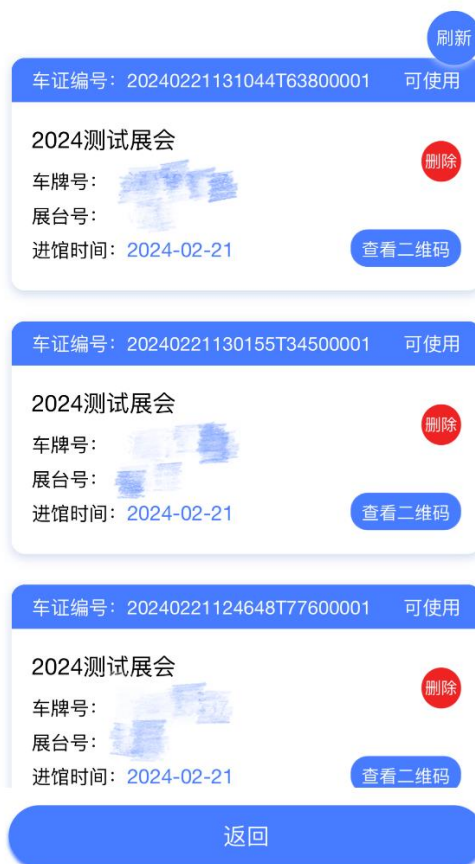 刷新
车证编号：20240221131044T63800001 可使用
2024测试展会
删除
车牌号：
展台号：
进馆时间：2024-02-21 查看二维码
车证编号：20240221130155T34500001 可使用
2024测试展会
删除
车牌号：
展台号：
进馆时间：2024-02-21 查看二维码
车证编号：20240221124648T77600001 可使用
2024测试展会
删除
车牌号：
展台号：
进馆时间：2024-02-21 查看二维码
返回